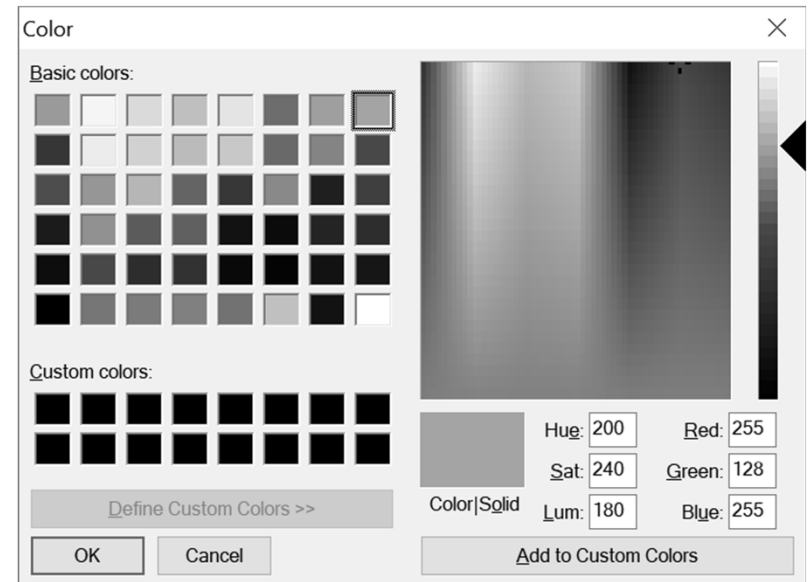 Color
Basic colors:
Custom colors:
Define Custom Colors >>
OK Cancel
Color|Solid
Hue: 200 Red: 255
Sat: 240 Green: 128
Lum: 180 Blue: 255
Add to Custom Colors